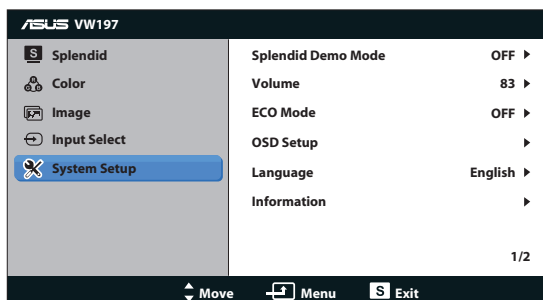 ASUS VW197
S Splendid
Color
Image
Input Select
System Setup
Splendid Demo Mode OFF
Volume 83
ECO Mode OFF
OSD Setup
Language English
Information
1/2
Move Menu S Exit